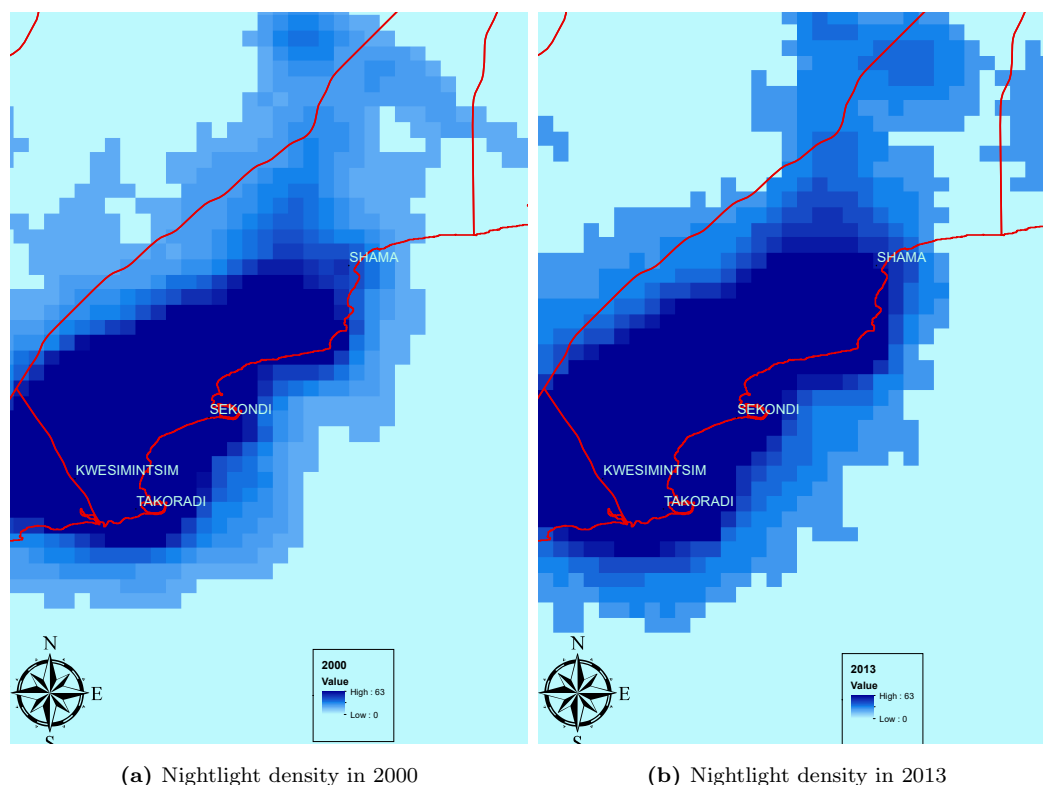 SHAMA
SEKONDI
KWESIMINTSIM
TAKORADI
N
E
S
2000
Value
High : 63
Low : 0
(a) Nightlight density in 2000
SHAMA
SEKONDI
KWESIMINTSIM
TAKORADI
N
E
S
2013
Value
High : 63
Low : 0
(b) Nightlight density in 2013